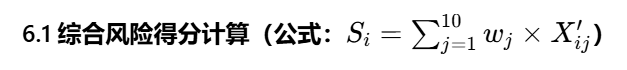 6.1 综合风险得分计算（公式：$S_i = \sum_{j=1}^{10} w_j \times X'_{ij}$）